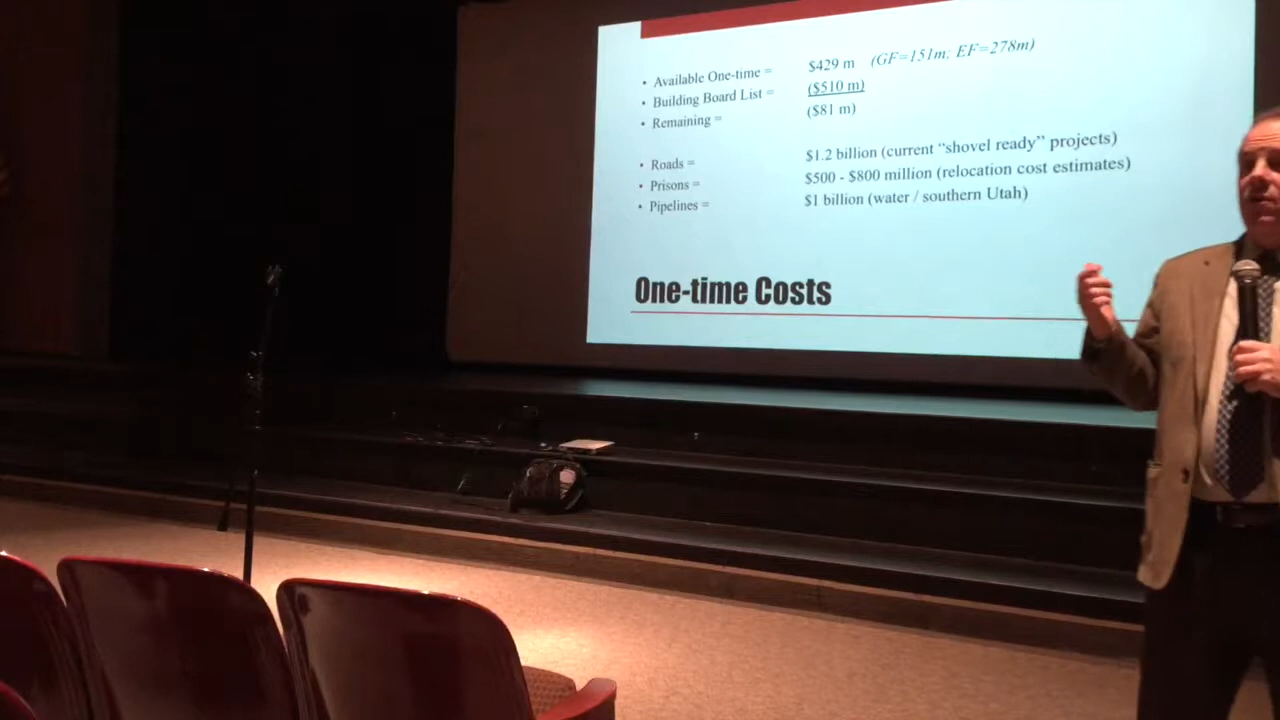 • Available One-time = $429 m (GF=151m; EF=278m)
• Building Board List = ($510 m)
• Remaining = ($81 m)
• Roads = $1.2 billion (current “shovel ready” projects)
• Prisons = $500 - $800 million (relocation cost estimates)
• Pipelines = $1 billion (water / southern Utah)
One-time Costs